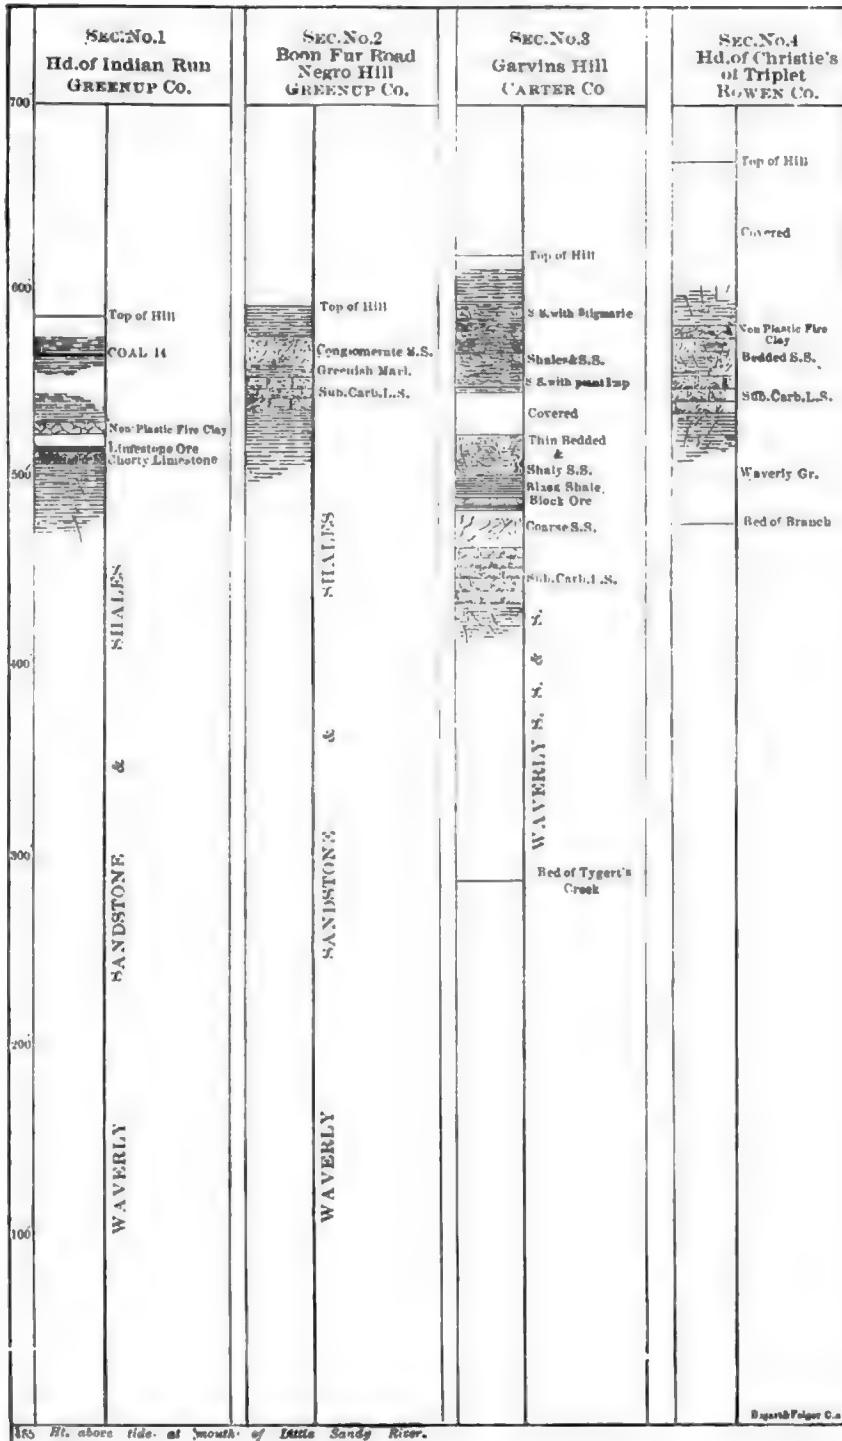 SEC.No.1
Hd.of Indian Run
GREENUP Co.
SEC.No.2
Boon Fur Road
Negro Hill
GREENUP Co.
SEC.No.3
Garvins Hill
CARTER CO
SEC.No.4
Hd.of Christie's
of Triplet
ROWEN CO.
700
600
500
400
300
200
100
Top of Hill
COAL 14
Non-Plastic Fire Clay
Limestone Ore
Cherty Limestone
WAVERLY SANDSTONE & SHALES
Top of Hill
Conglomerate S.S.
Greenish Marl.
Sub.Carb.L.S.
WAVERLY SANDSTONE & SHALES
Top of Hill
S.S.with Stigmarie
Shales&S.S.
S.S.with plant Imp
Covered
Thin Bedded
&
Shaly S.S.
Black Shale
Block Ore
Coarse S.S.
Sub.Carb.L.S.
WAVERLY S. S. &
Bed of Tygert's
Creek
Top of Hill
Covered
Non Plastic Fire
Clay
Bedded S.S.
Sub.Carb.L.S.
Waverly Gr.
Bed of Branch
Ht. above tide at mouth of Little Sandy River.